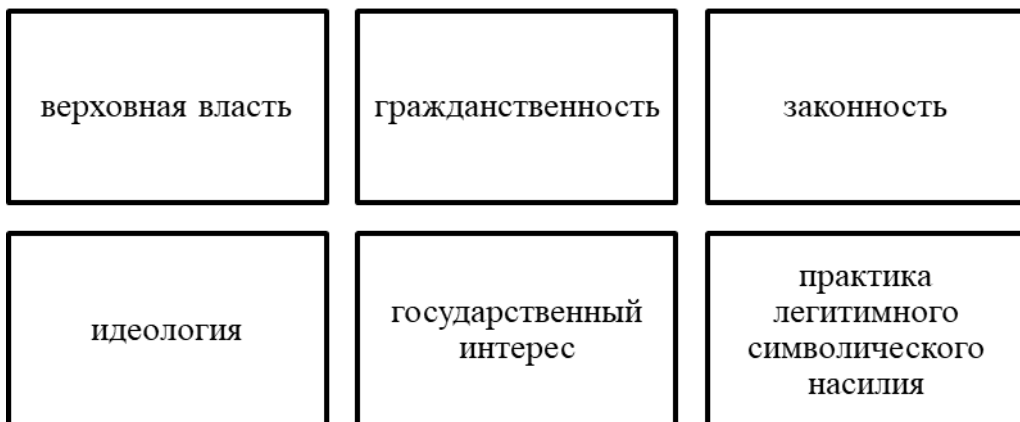 верховная власть
гражданственность
законность
идеология
государственный
интерес
практика
легитимного
символического
насилия